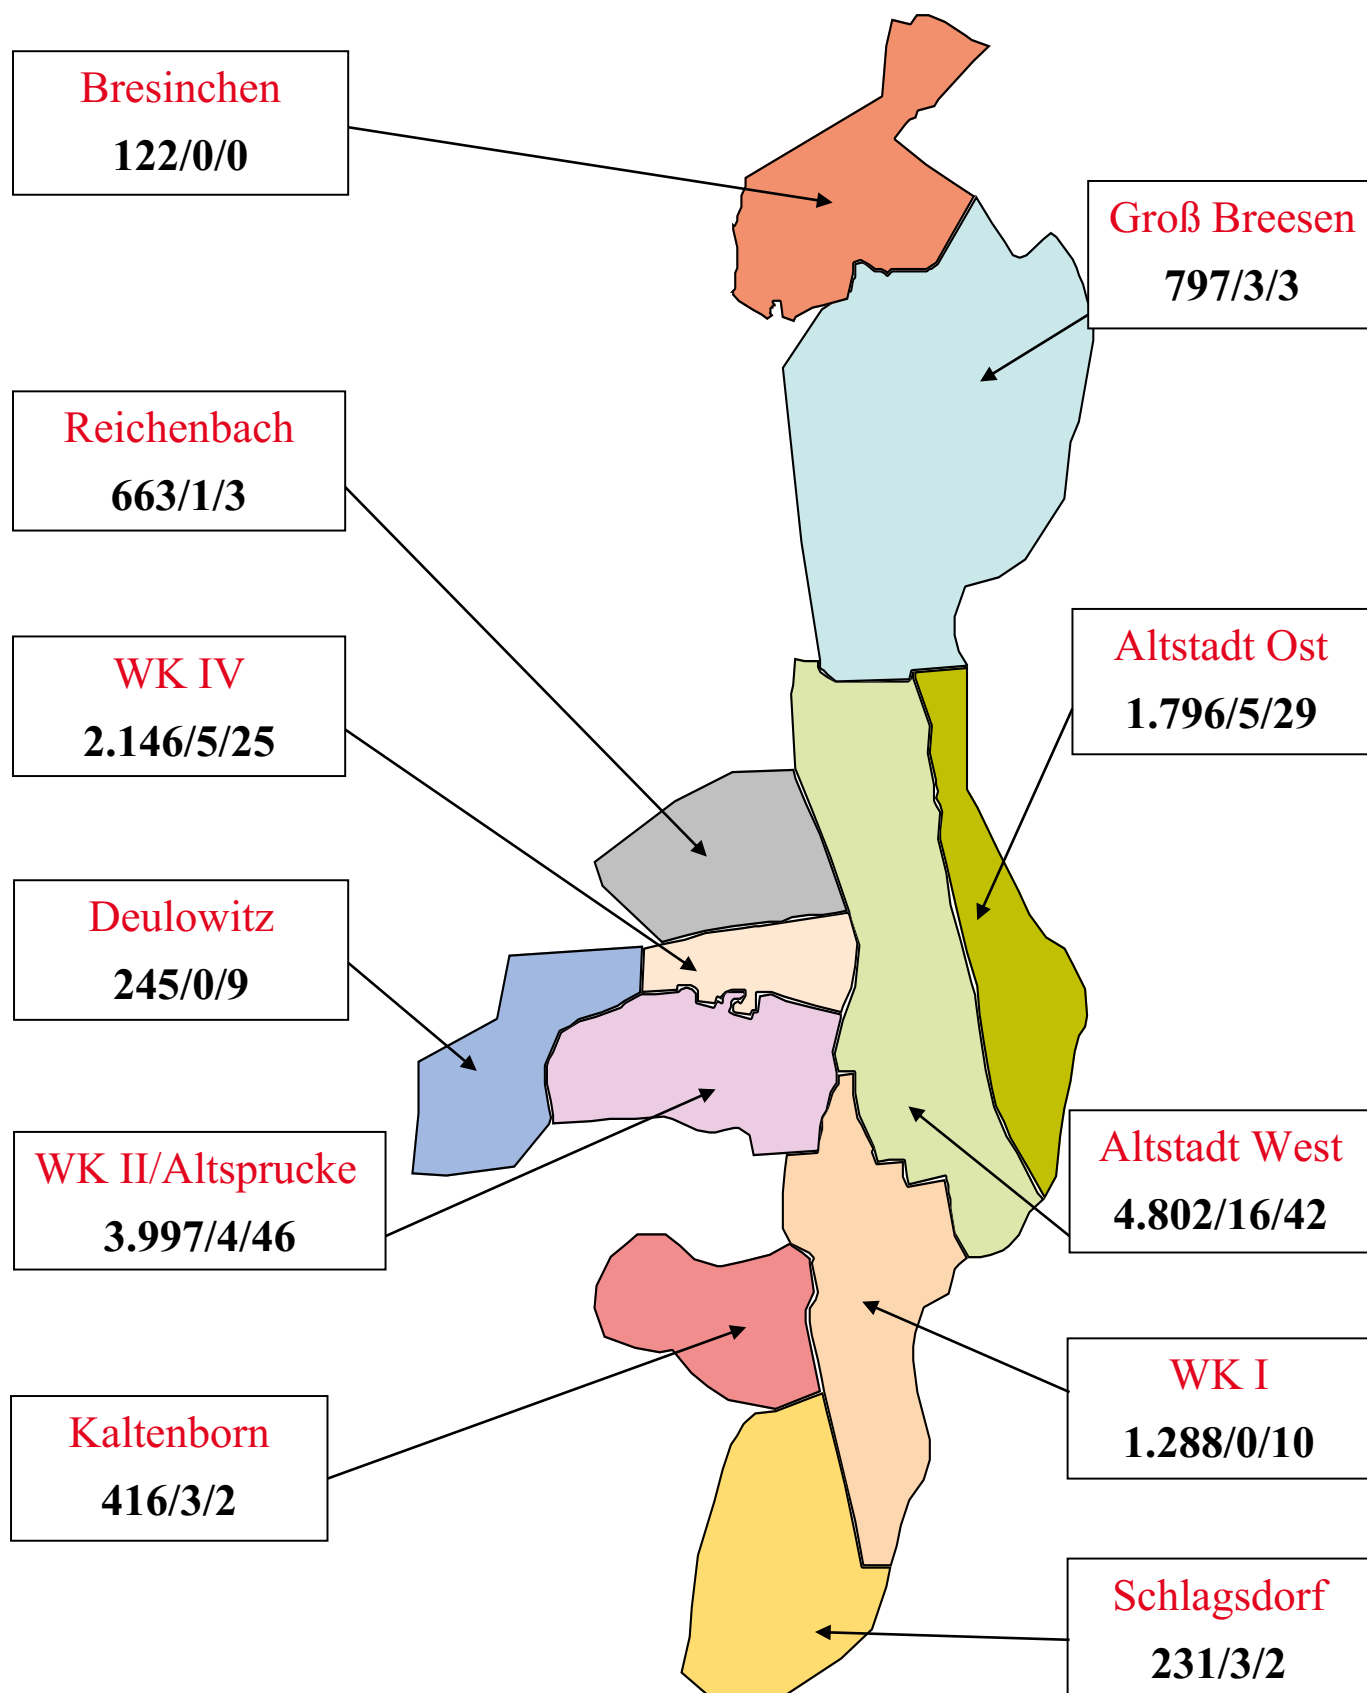 Bresinchen
122/0/0
Groß Breesen
797/3/3
Reichenbach
663/1/3
WK IV
2.146/5/25
Altstadt Ost
1.796/5/29
Deulowitz
245/0/9
WK II/Altsprucke
3.997/4/46
Altstadt West
4.802/16/42
WK I
1.288/0/10
Kaltenborn
416/3/2
Schlagsdorf
231/3/2